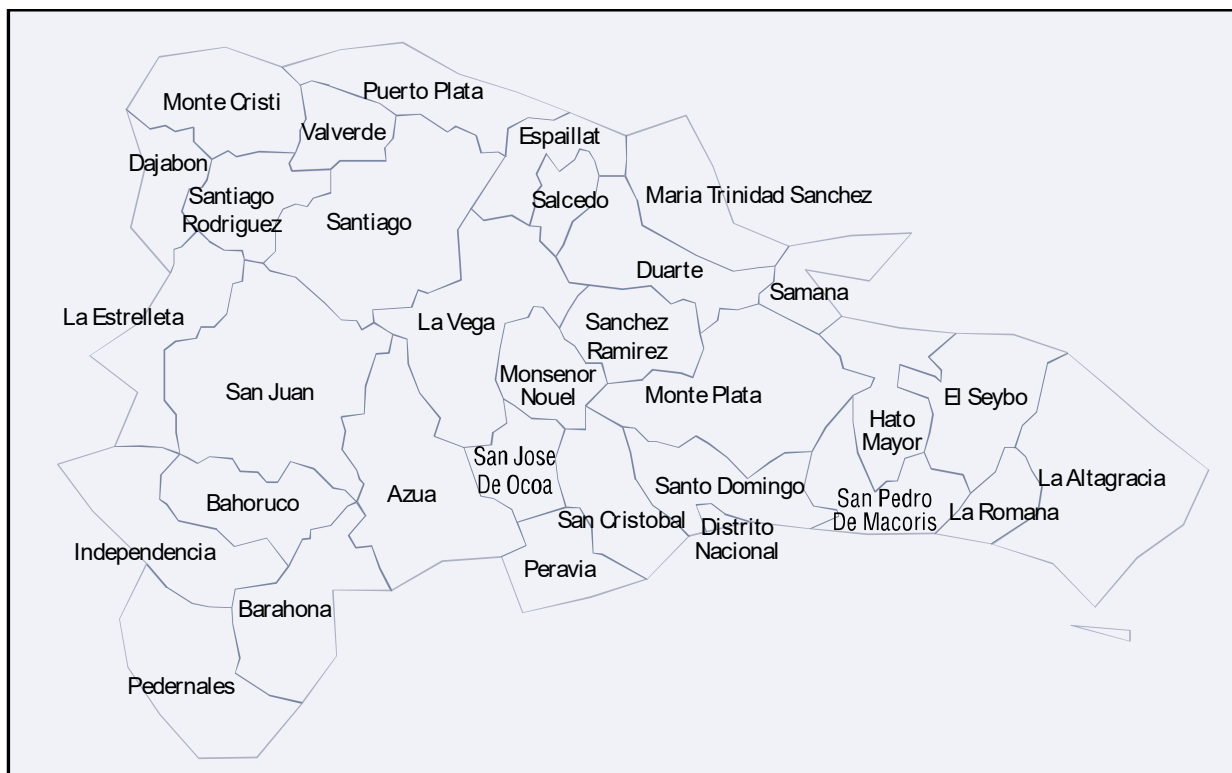 Puerto Plata
Monte Cristi
Valverde
Espaillat
Dajabon
Santiago
Rodriguez
Santiago
Salcedo
Maria Trinidad Sanchez
Duarte
Samana
La Estrelleta
La Vega
Sanchez
Ramirez
San Juan
Monsenor
Nouel
Monte Plata
El Seybo
Hato
Mayor
San Jose
De Ocoa
La Altagracia
Bahoruco
Azua
Santo Domingo
San Pedro
De Macoris
La Romana
San Cristobal
Distrito
Nacional
Independencia
Peravia
Barahona
Pedernales